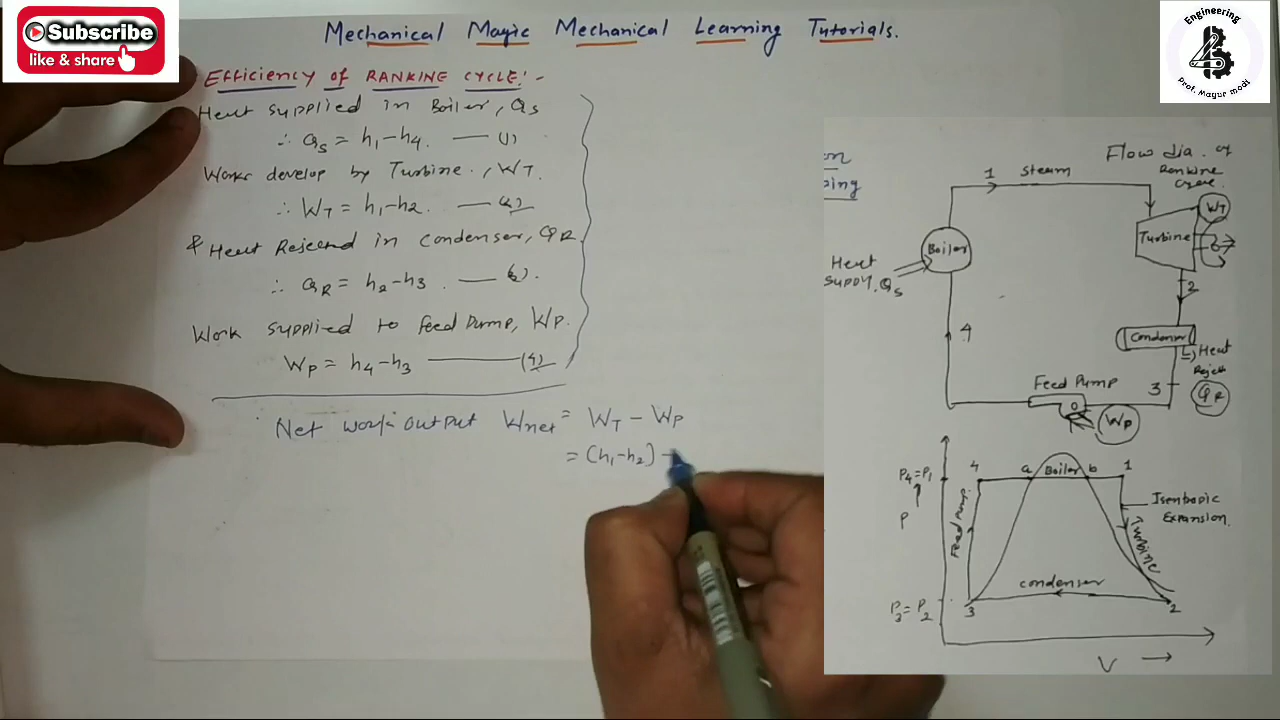 Subscribe
like & share
Mechanical Magic Mechanical Learning Tutorials.
Engineering
Prof. Mayur modi
Efficiency of RANKINE CYCLE:-
Heat supplied in Boiler, Qs
∴ Qs = h1-h4. — (1)
Work develop by Turbine, WT.
∴ WT = h1-h2. — (2)
& Heat Rejected in Condenser, QR.
∴ QR = h2-h3. — (3).
Work supplied to feed Pump, WP.
WP = h4-h3 — (4)
Net work output Wnet = WT - WP
= (h1-h2) -
ping
Flow dia. of
Rankine
cycle.
1 Steam
WT
Turbine
Boiler
Heat
supply. Qs
2
Condenser
4
Heat
Reject
QR
3
Feed Pump
WP
P4=P1
4 a Boiler b 1
P
Feed Pump
Isentropic
Expansion.
Turbine
condenser
P3=P2
3
2
V